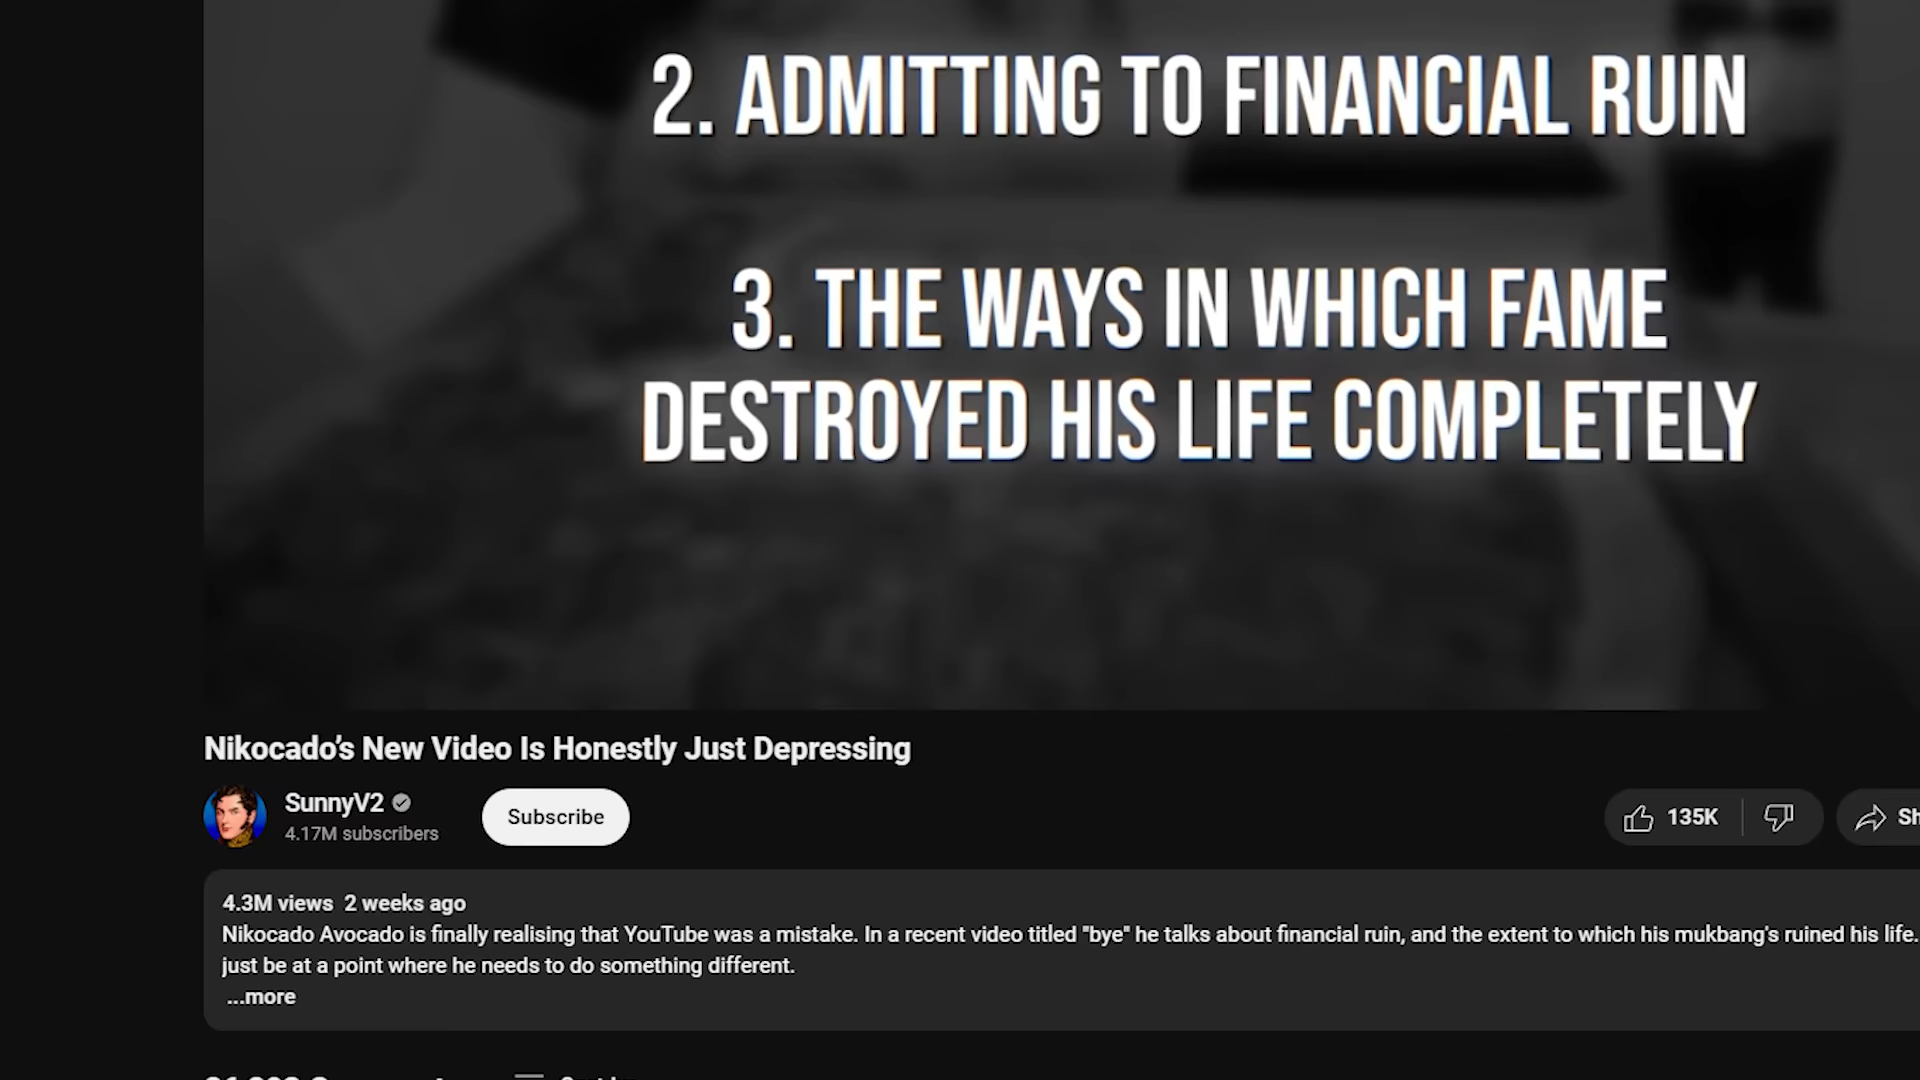 2. ADMITTING TO FINANCIAL RUIN
3. THE WAYS IN WHICH FAME
DESTROYED HIS LIFE COMPLETELY
Nikocado's New Video Is Honestly Just Depressing
SunnyV2
4.17M subscribers
Subscribe
135K
4.3M views 2 weeks ago
Nikocado Avocado is finally realising that YouTube was a mistake. In a recent video titled "bye" he talks about financial ruin, and the extent to which his mukbang's ruined his life.
just be at a point where he needs to do something different.
...more